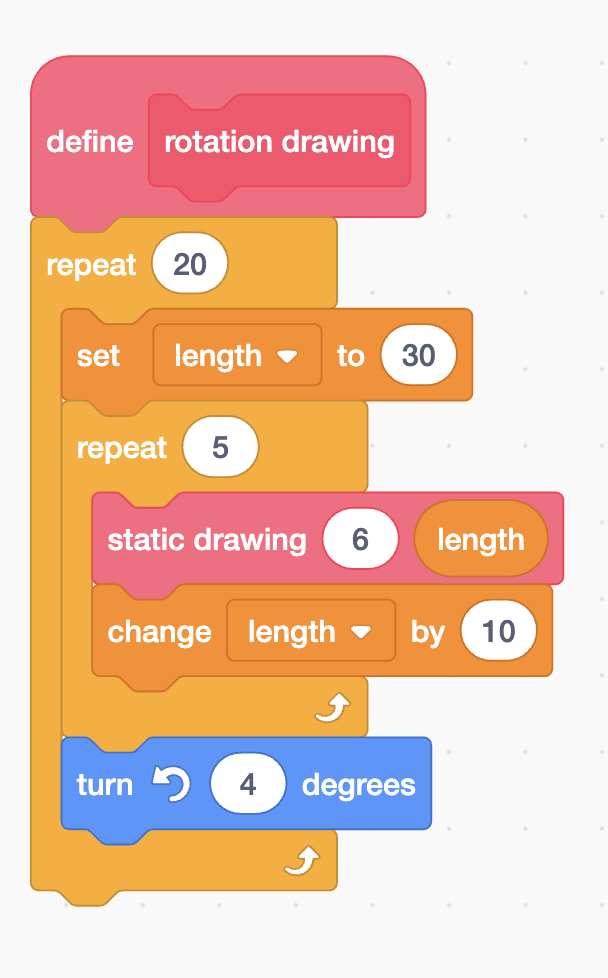 define rotation drawing
repeat 20
set length to 30
repeat 5
static drawing 6 length
change length by 10
turn 4 degrees